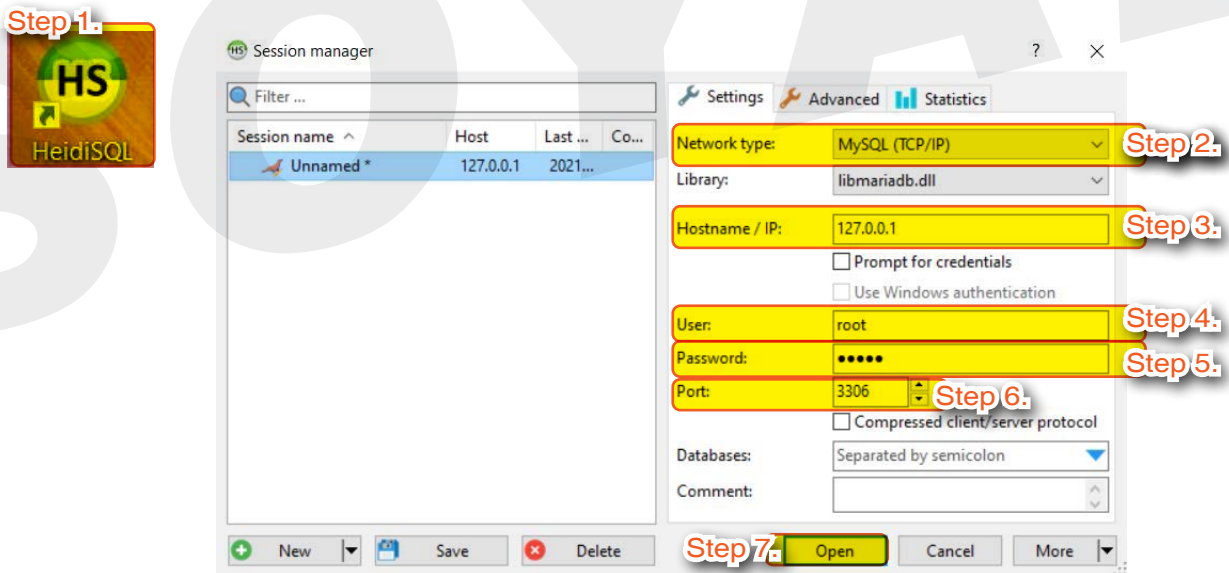 Step 1.
HS
HeidiSQL
HS Session manager ? ×
Filter ...
Session name Host Last ... Co...
Unnamed * 127.0.0.1 2021...
Settings Advanced Statistics
Network type: MySQL (TCP/IP) Step 2.
Library: libmariadb.dll
Hostname / IP: 127.0.0.1 Step 3.
Prompt for credentials
Use Windows authentication
User: root Step 4.
Password: ●●●●● Step 5.
Port: 3306 Step 6.
Compressed client/server protocol
Databases: Separated by semicolon
Comment:
New Save Delete Step 7. Open Cancel More